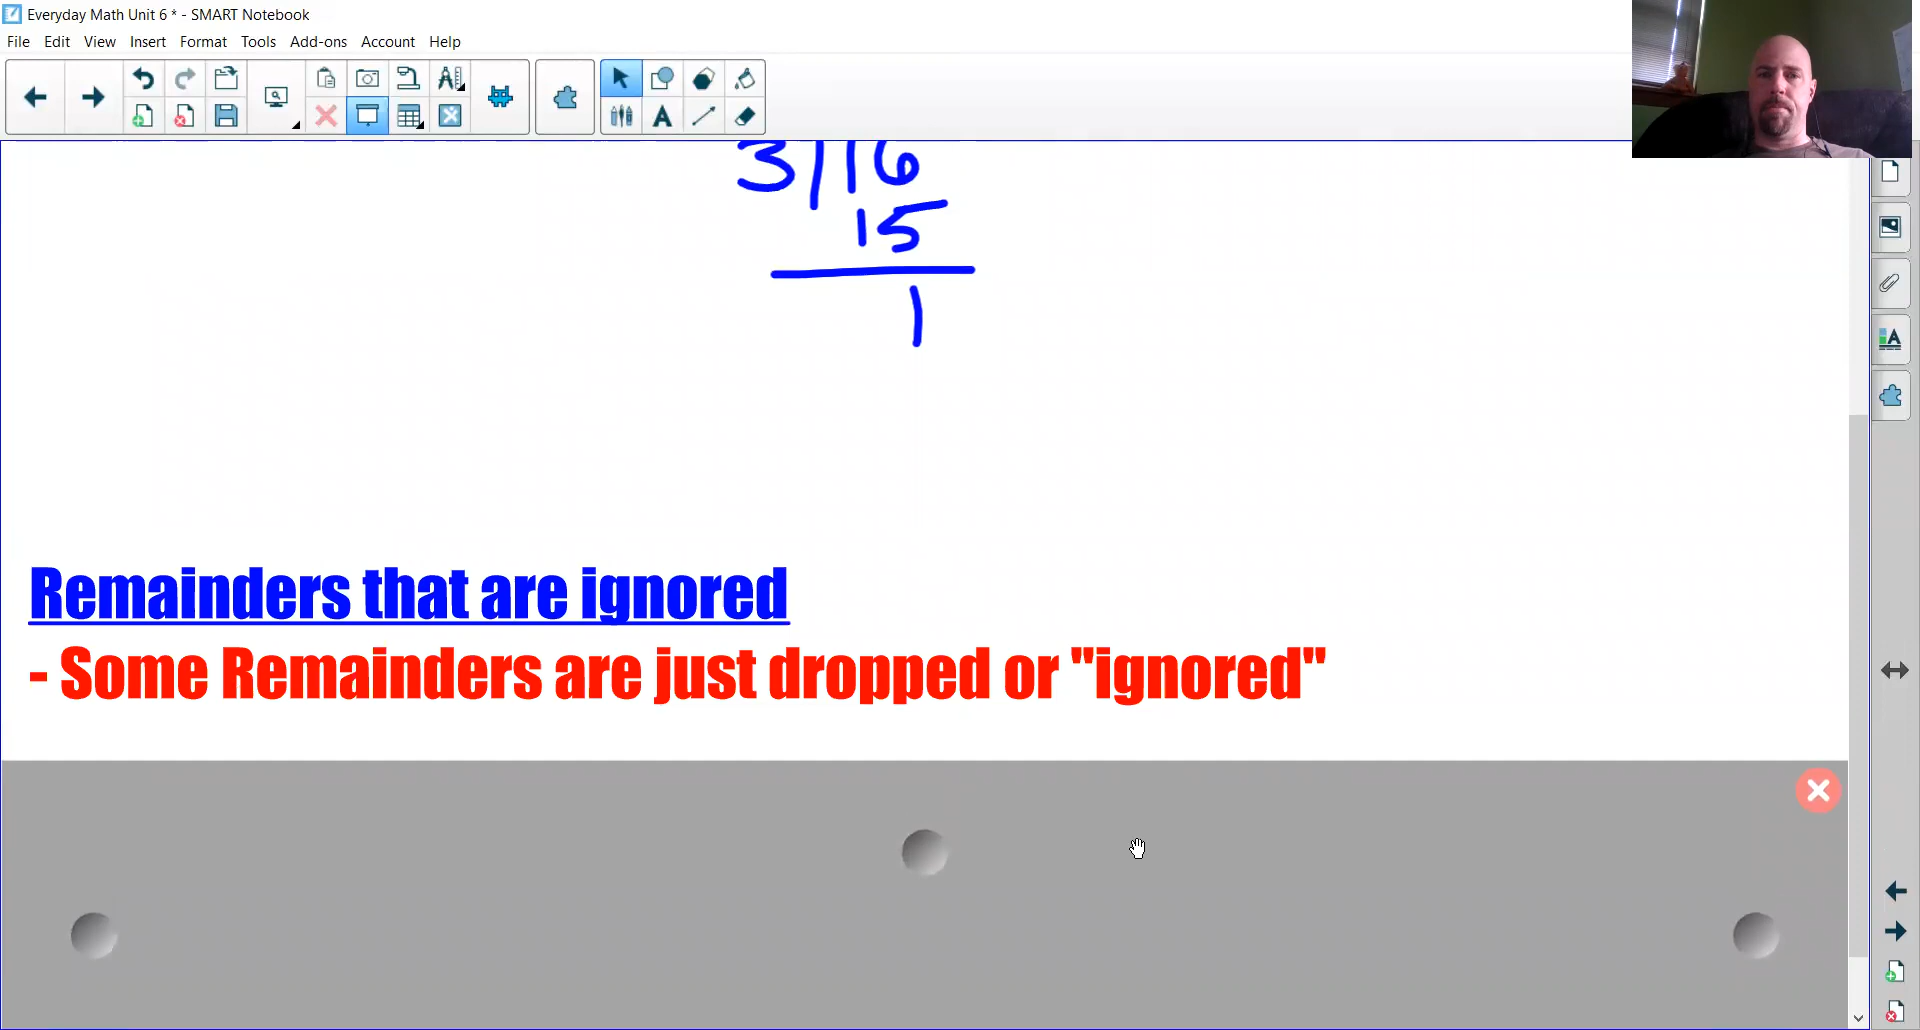 Everyday Math Unit 6 * - SMART Notebook
File Edit View Insert Format Tools Add-ons Account Help
3 16
15
1
Remainders that are ignored
- Some Remainders are just dropped or "ignored"